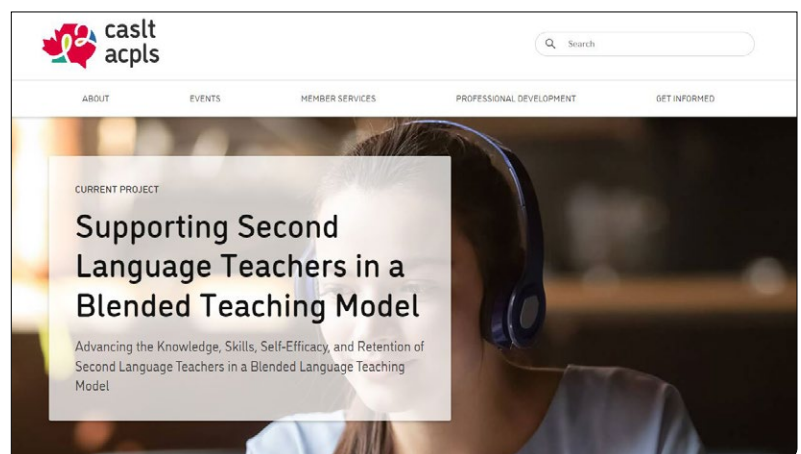 caslt
acpls
Search
ABOUT EVENTS MEMBER SERVICES PROFESSIONAL DEVELOPMENT GET INFORMED
CURRENT PROJECT
Supporting Second
Language Teachers in a
Blended Teaching Model
Advancing the Knowledge, Skills, Self-Efficacy, and Retention of
Second Language Teachers in a Blended Language Teaching
Model